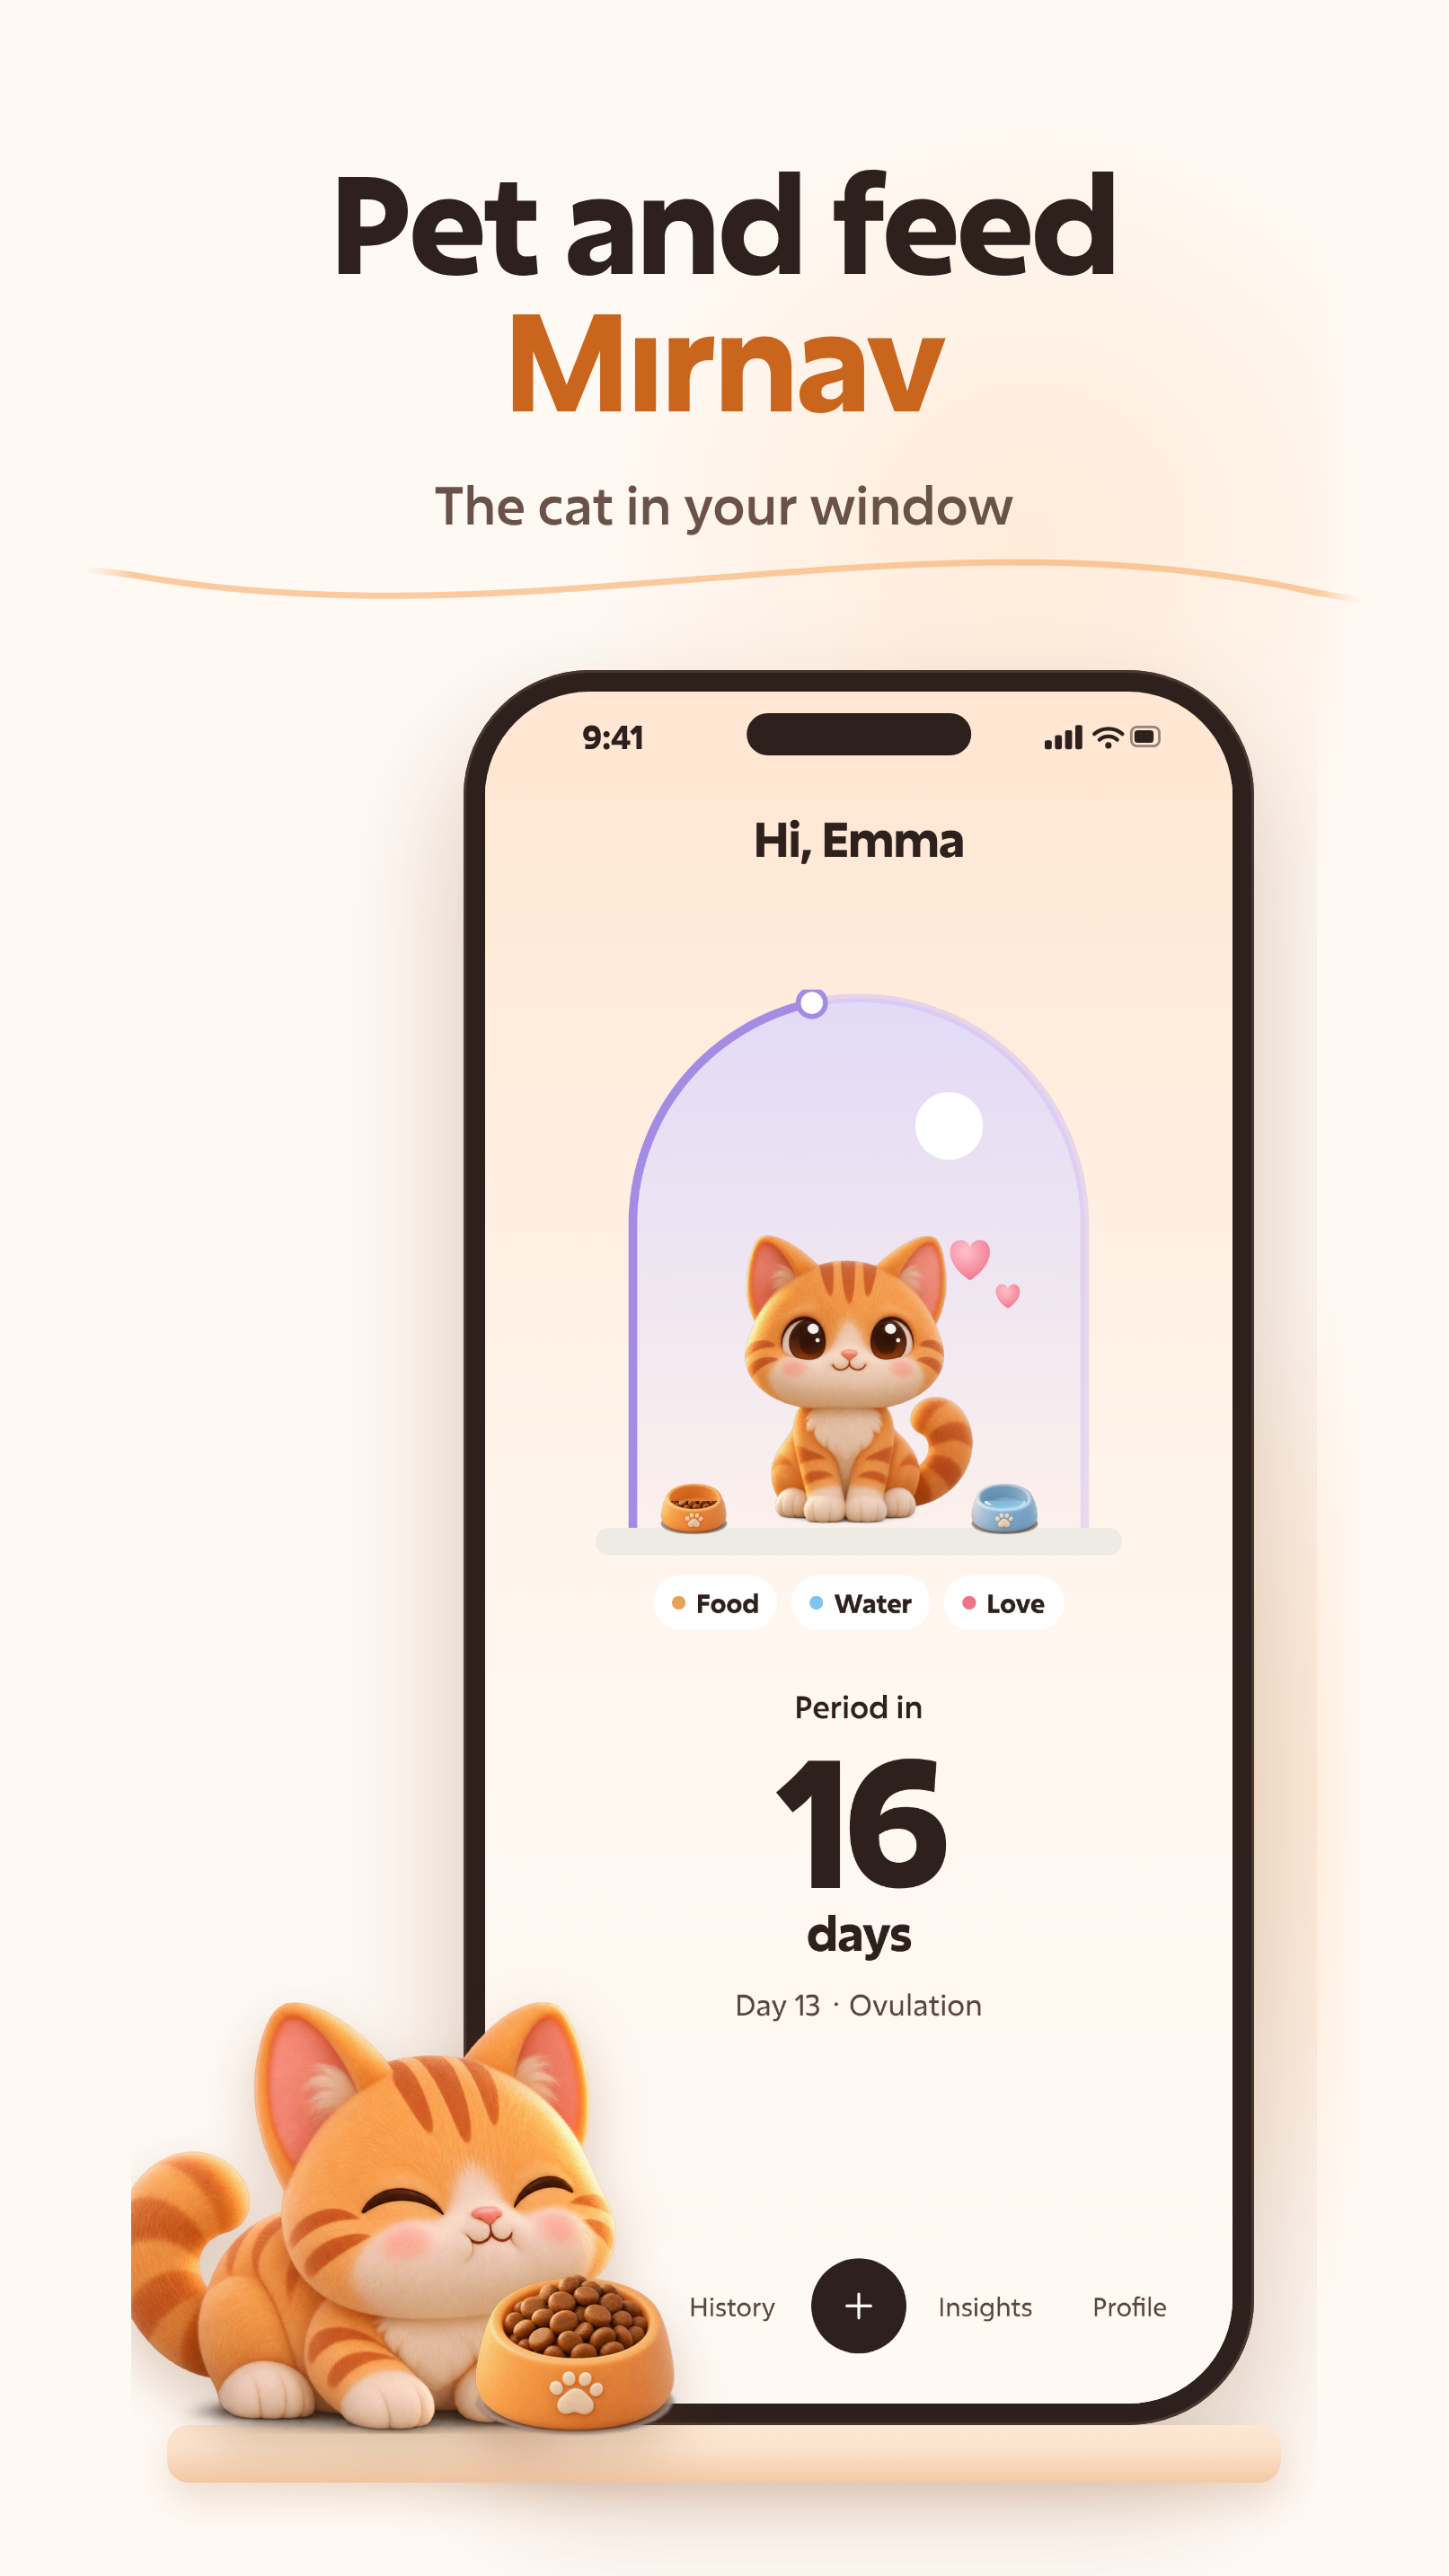 Pet and feed
Mırnav
The cat in your window
9:41
Hi, Emma
Food
Water
Love
Period in
16
days
Day 13 · Ovulation
History
+
Insights
Profile